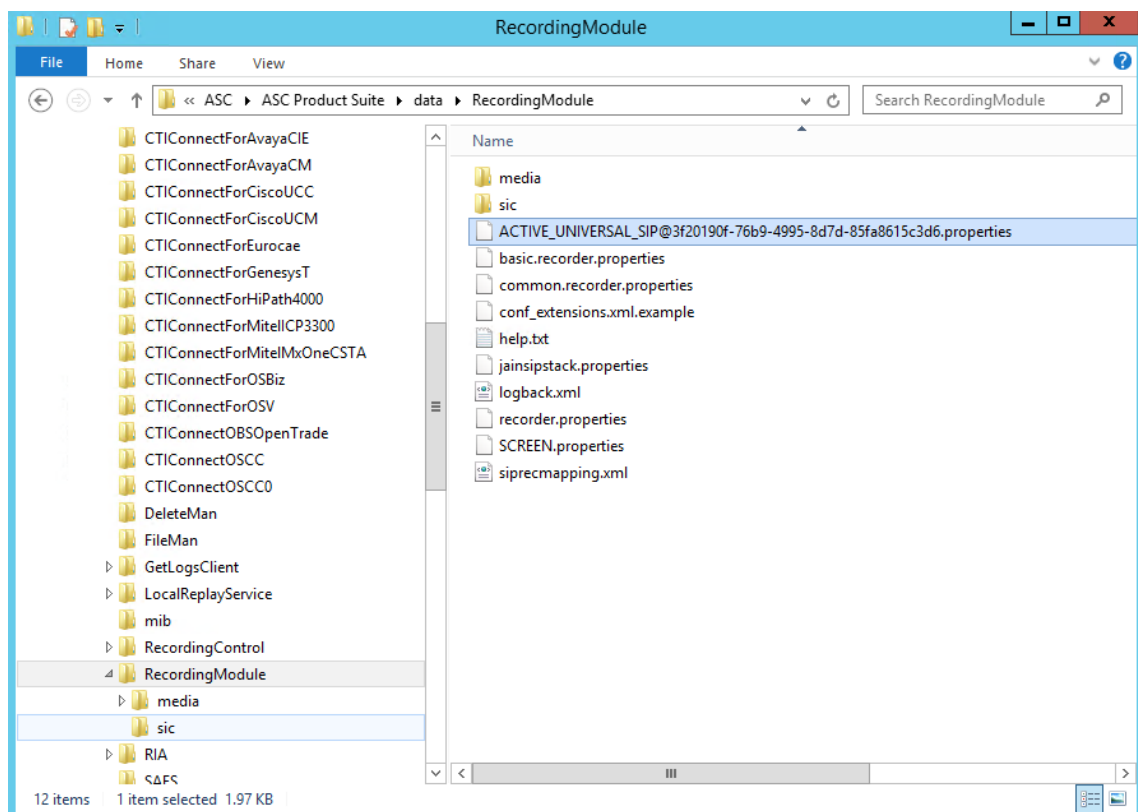 RecordingModule
File Home Share View
« ASC ASC Product Suite data RecordingModule
Search RecordingModule
CTIConnectForAvayaCIE
CTIConnectForAvayaCM
CTIConnectForCiscoUCC
CTIConnectForCiscoUCM
CTIConnectForEurocae
CTIConnectForGenesysT
CTIConnectForHiPath4000
CTIConnectForMitelICP3300
CTIConnectForMitelMxOneCSTA
CTIConnectForOSBiz
CTIConnectForOSV
CTIConnectOBSOpenTrade
CTIConnectOSCC
CTIConnectOSCC0
DeleteMan
FileMan
GetLogsClient
LocalReplayService
mib
RecordingControl
RecordingModule
media
sic
RIA
SAFS
Name
media
sic
ACTIVE_UNIVERSAL_SIP@3f20190f-76b9-4995-8d7d-85fa8615c3d6.properties
basic.recorder.properties
common.recorder.properties
conf_extensions.xml.example
help.txt
jainsipstack.properties
logback.xml
recorder.properties
SCREEN.properties
siprecmapping.xml
12 items 1 item selected 1.97 KB